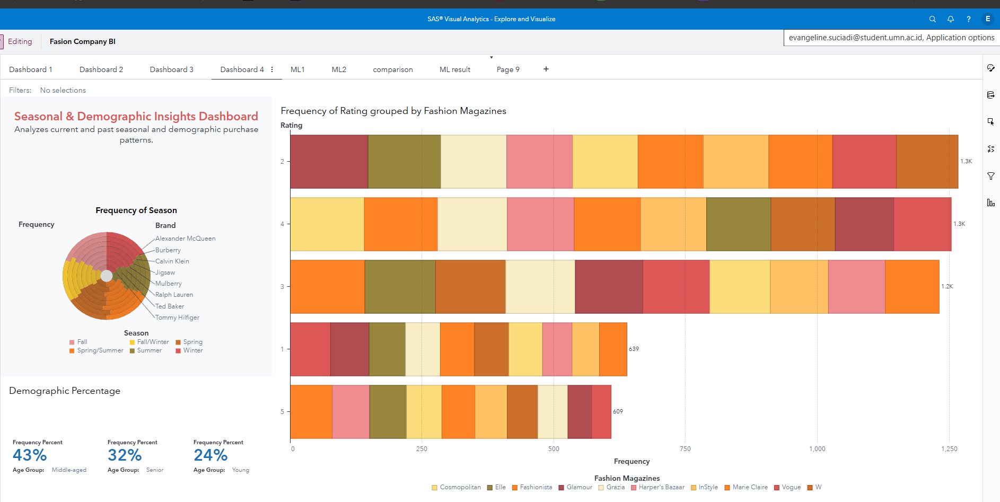 SAS® Visual Analytics - Explore and Visualize
?
E
Editing
Fasion Company BI
evangeline.suciadi@student.umn.ac.id, Application options
Dashboard 1
Dashboard 2
Dashboard 3
Dashboard 4
ML1
ML2
comparison
ML result
Page 9
+
Filters: No selections
Seasonal & Demographic Insights Dashboard
Analyzes current and past seasonal and demographic purchase
patterns.
Frequency of Season
Frequency
Brand
Alexander McQueen
Burberry
Calvin Klein
Jigsaw
Mulberry
Ralph Lauren
Ted Baker
Tommy Hilfiger
Season
Fall Fall/Winter Spring
Spring/Summer Summer Winter
Demographic Percentage
Frequency Percent
43%
Age Group: Middle-aged
Frequency Percent
32%
Age Group: Senior
Frequency Percent
24%
Age Group: Young
Frequency of Rating grouped by Fashion Magazines
Rating
2 1.3K
4 1.3K
3 1.2K
1 639
5 609
0 250 500 750 1,000 1,250
Frequency
Fashion Magazines
Cosmopolitan Elle Fashionista Glamour Grazia Harper's Bazaar InStyle Marie Claire Vogue W